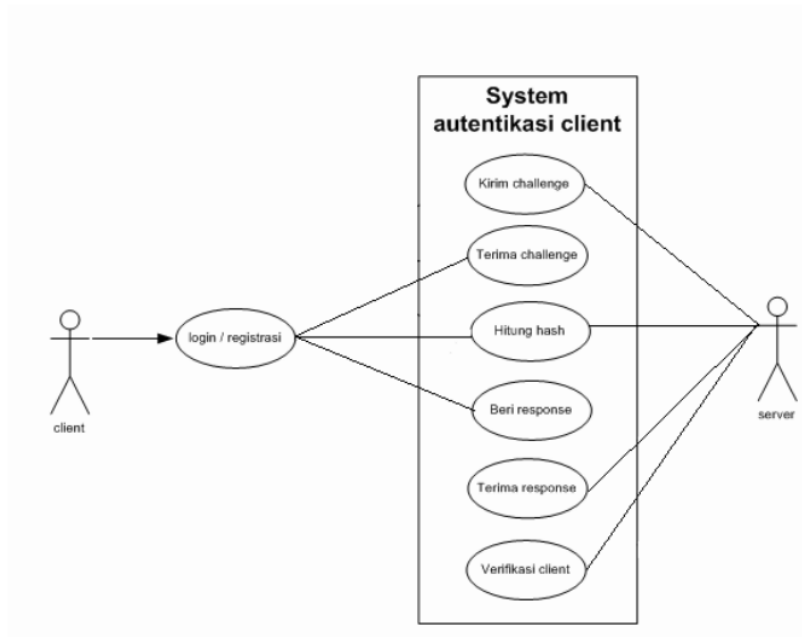 System
autentikasi client
Kirim challenge
Terima challenge
login / registrasi
Hitung hash
Beri response
server
client
Terima response
Verifikasi client